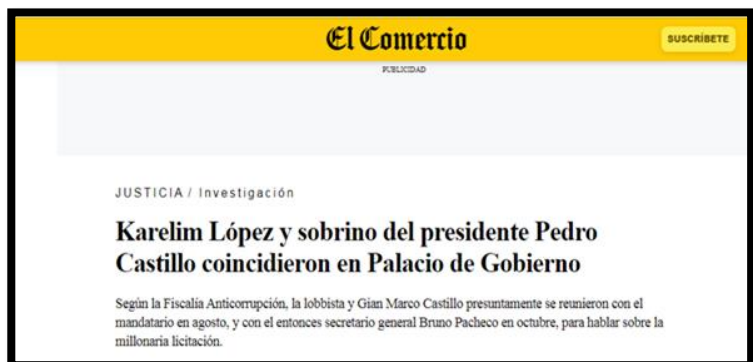 El Comercio
SUSCRÍBETE
PUBLICIDAD
JUSTICIA / Investigación
Karelim López y sobrino del presidente Pedro
Castillo coincidieron en Palacio de Gobierno
Según la Fiscalía Anticorrupción, la lobbista y Gian Marco Castillo presuntamente se reunieron con el
mandatario en agosto, y con el entonces secretario general Bruno Pacheco en octubre, para hablar sobre la
millonaria licitación.